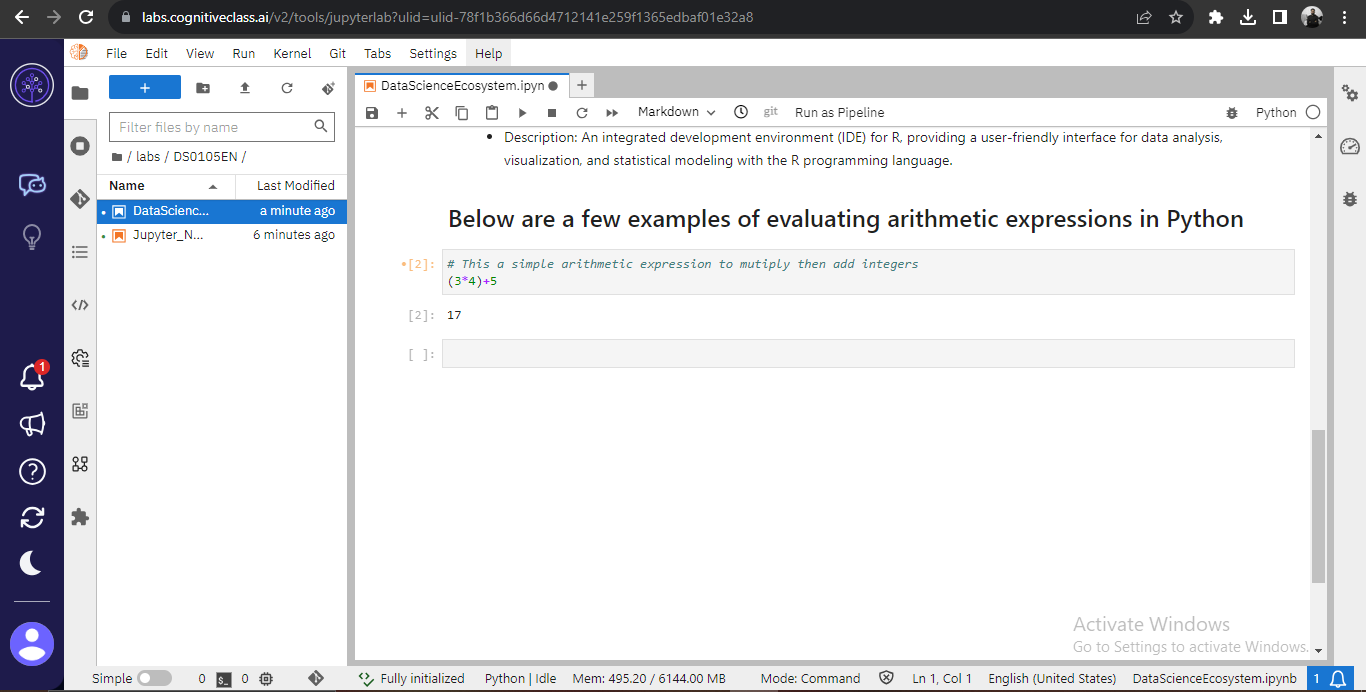 labs.cognitiveclass.ai/v2/tools/jupyterlab?ulid=ulid-78f1b366d66d4712141e259f1365edbaf01e32a8
File Edit View Run Kernel Git Tabs Settings Help
DataScienceEcosystem.ipyn
Markdown git Run as Pipeline Python
Filter files by name
/ labs / DS0105EN /
Name Last Modified
DataScienc... a minute ago
Jupyter_N... 6 minutes ago
Description: An integrated development environment (IDE) for R, providing a user-friendly interface for data analysis,
visualization, and statistical modeling with the R programming language.
Below are a few examples of evaluating arithmetic expressions in Python
*[2]: # This a simple arithmetic expression to mutiply then add integers
(3*4)+5
[2]: 17
[ ]:
1
Activate Windows
Go to Settings to activate Windows.
Simple 0 $_ 0 Fully initialized Python | Idle Mem: 495.20 / 6144.00 MB Mode: Command Ln 1, Col 1 English (United States) DataScienceEcosystem.ipynb 1